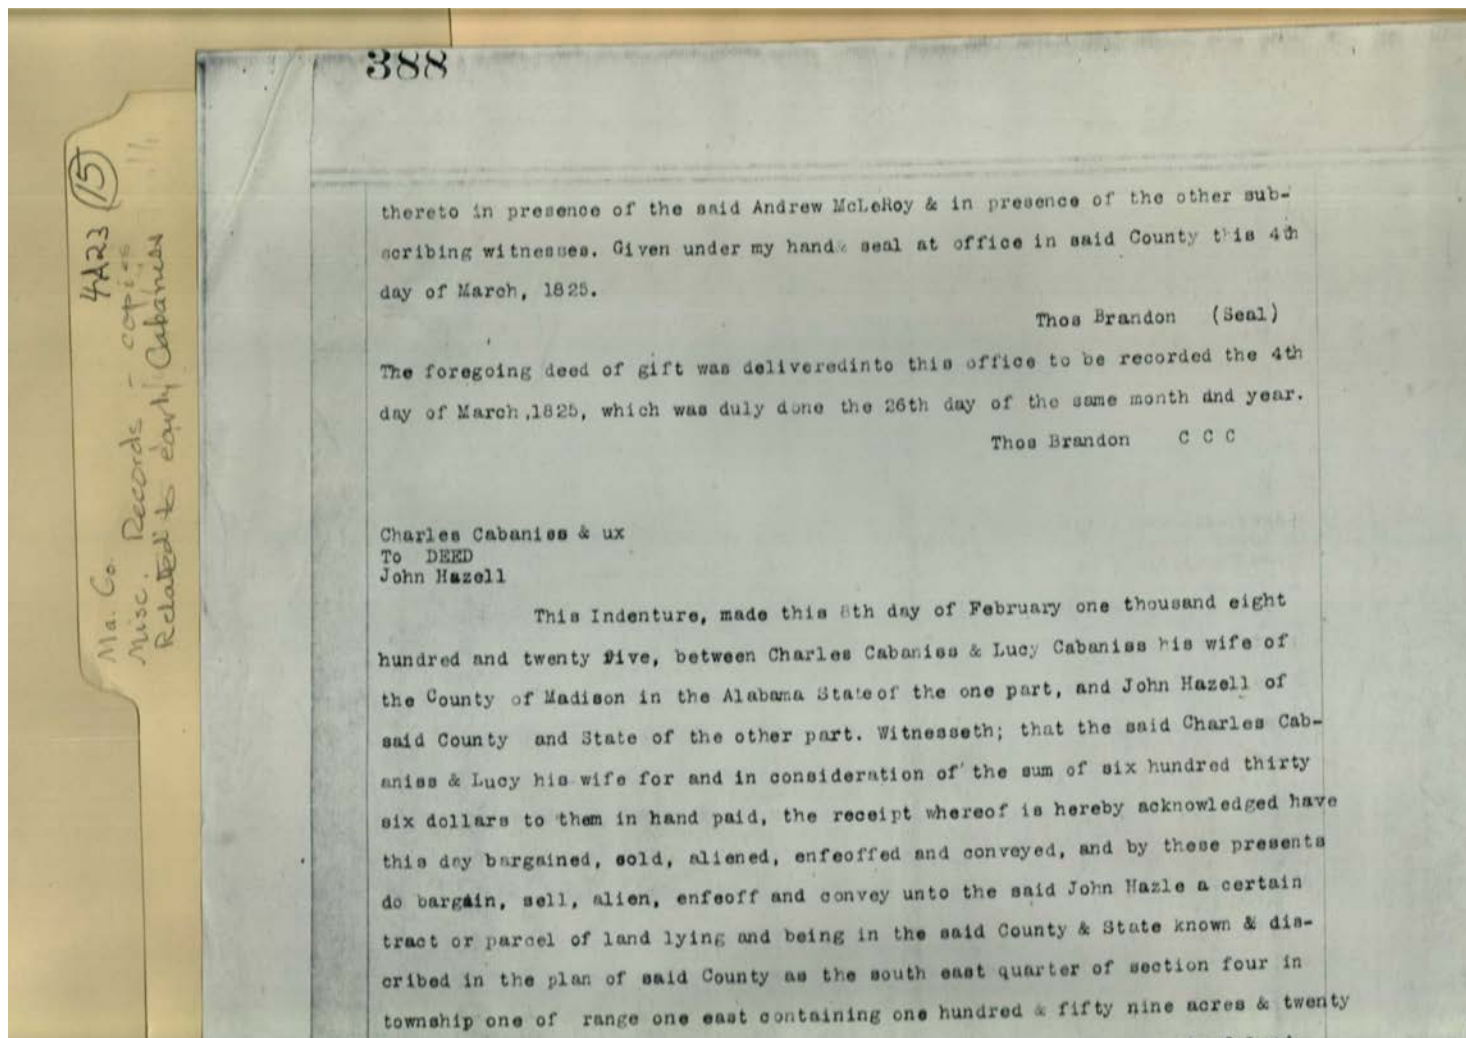 388
thereto in presence of the said Andrew McLeRoy & in presence of the other sub-
scribing witnesses. Given under my hand& seal at office in said County this 4th
day of March, 1825.
Thos Brandon (Seal)
The foregoing deed of gift was deliveredinto this office to be recorded the 4th
day of March,1825, which was duly done the 26th day of the same month and year.
Thos Brandon C C C
Charles Cabaniss & ux
To DEED
John Hazell
This Indenture, made this 8th day of February one thousand eight
hundred and twenty five, between Charles Cabaniss & Lucy Cabaniss his wife of
the County of Madison in the Alabama State of the one part, and John Hazell of
said County and State of the other part. Witnesseth; that the said Charles Cab-
aniss & Lucy his wife for and in consideration of the sum of six hundred thirty
six dollars to them in hand paid, the receipt whereof is hereby acknowledged have
this day bargained, sold, aliened, enfeoffed and conveyed, and by these presents
do bargain, sell, alien, enfeoff and convey unto the said John Hazle a certain
tract or parcel of land lying and being in the said County & State known & dis-
cribed in the plan of said County as the south east quarter of section four in
township one of range one east containing one hundred & fifty nine acres & twenty
4A23 (15)
Ma. Co.
Misc. Records - copies
Related to early Cabaniss